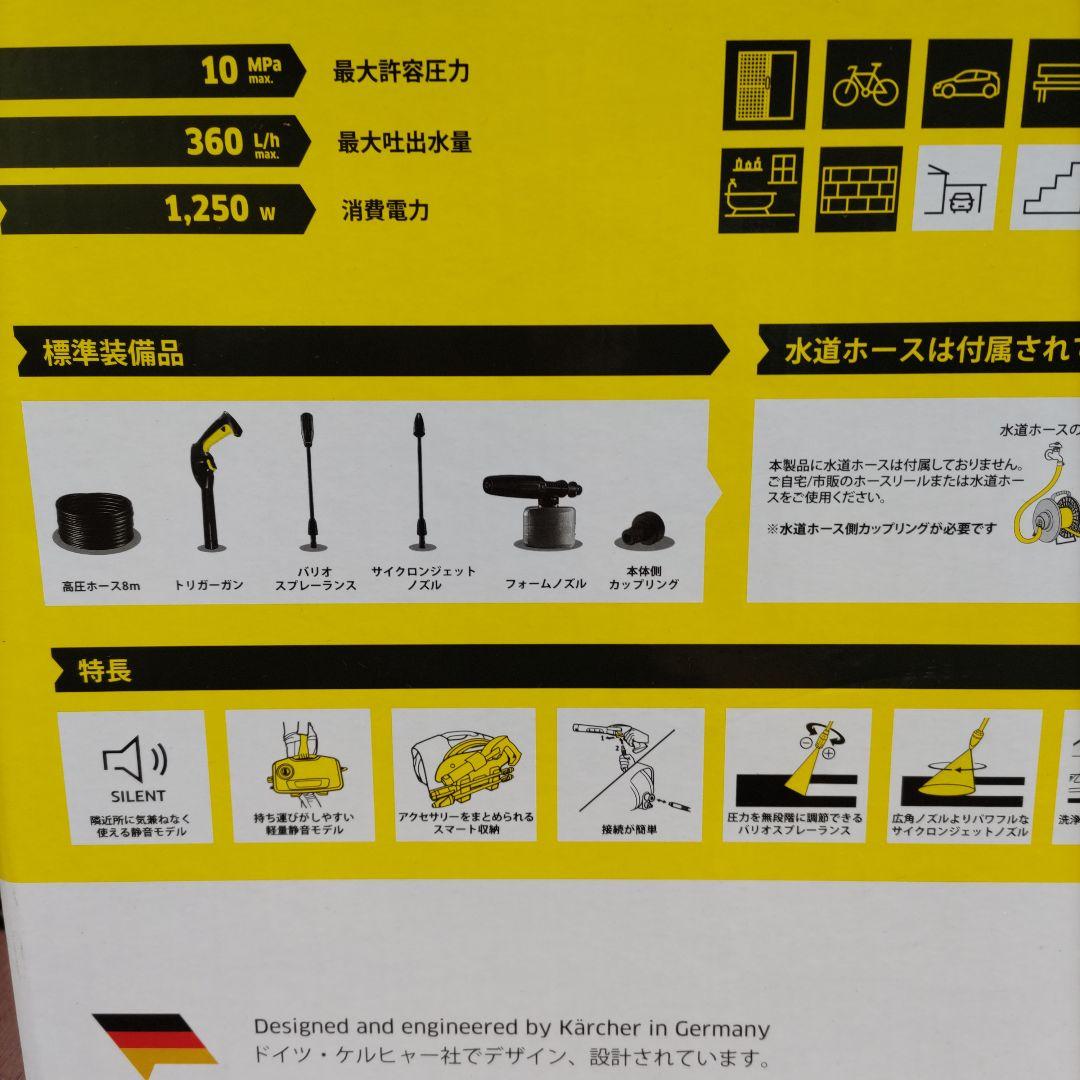 10 MPa max. 最大許容圧力
360 L/h max. 最大吐出水量
1,250 W 消費電力
標準装備品
高圧ホース8m
トリガーガン
バリオ
スプレーランス
サイクロンジェット
ノズル
フォームノズル
本体側
カップリング
水道ホースは付属され
水道ホースの
本製品に水道ホースは付属しておりません。
ご自宅/市販のホースリールまたは水道ホー
スをご使用ください。
※水道ホース側カップリングが必要です
特長
SILENT
隣近所に気兼ねなく
使える静音モデル
持ち運びがしやすい
軽量静音モデル
アクセサリーをまとめられる
スマート収納
1
2
接続が簡単
圧力を無段階に調節できる
バリオスプレーランス
広角ノズルよりパワフルな
サイクロンジェットノズル
洗浄
Designed and engineered by Kärcher in Germany
ドイツ・ケルヒャー社でデザイン、設計されています。